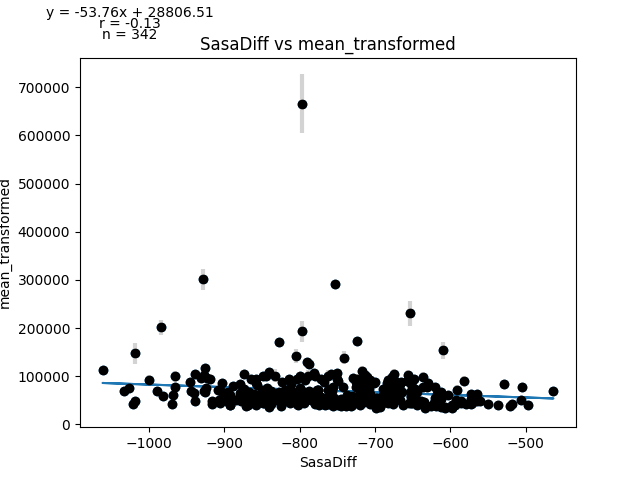 y = -53.76x + 28806.51
r = -0.13
n = 342
SasaDiff vs mean_transformed
700000
600000
500000
400000
300000
200000
100000
0
mean_transformed
−1000
−900
−800
−700
−600
−500
SasaDiff